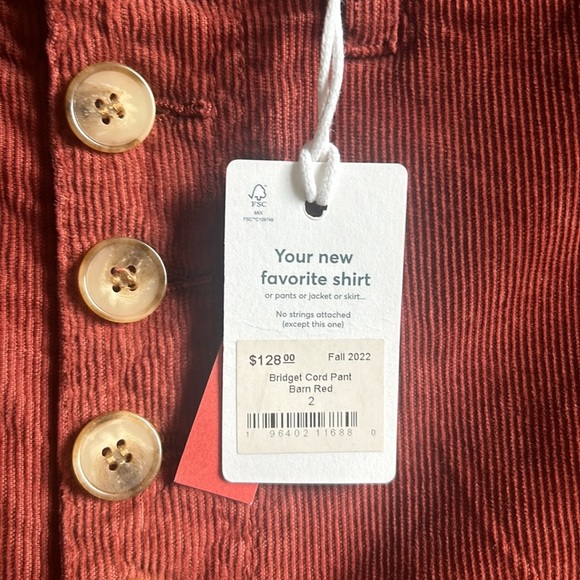 FSC
MIX
Your new
favorite shirt
or pants or jacket or skirt...
No strings attached
(except this one)
$128.00 Fall 2022
Bridget Cord Pant
Barn Red
2
1 96402 11688 0